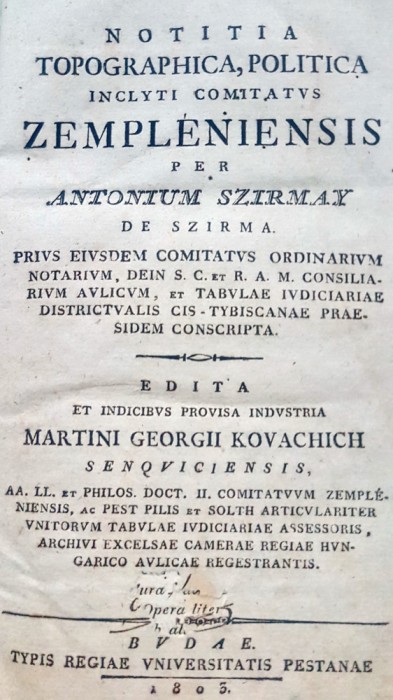 NOTITIA
TOPOGRAPHICA, POLITICA
INCLYTI COMITATVS
ZEMPLÉNIENSIS
PER
ANTONIUM SZIRMAY
DE SZIRMA.
PRIVS EIVSDEM COMITATVS ORDINARIVM
NOTARIVM, DEIN S. C. ET R. A. M. CONSILIA-
RIVM AVLICVM, ET TABVLAE IVDICIARIAE
DISTRICTVALIS CIS-TYBISCANAE PRAE-
SIDEM CONSCRIPTA.
EDITA
ET INDICIBVS PROVISA INDVSTRIA
MARTINI GEORGII KOVACHICH
SENQVICIENSIS,
AA. LL. ET PHILOS. DOCT. II. COMITATVVM ZEMPLÉ-
NIENSIS, AC PEST PILIS ET SOLTH ARTICVLARITER
VNITORVM TABVLAE IVDICIARIAE ASSESSORIS,
ARCHIVI EXCELSAE CAMERAE REGIAE HVN-
GARICO AVLICAE REGESTRANTIS.
Opera
BVDAE.
TYPIS REGIAE VNIVERSITATIS PESTANAE
1803.